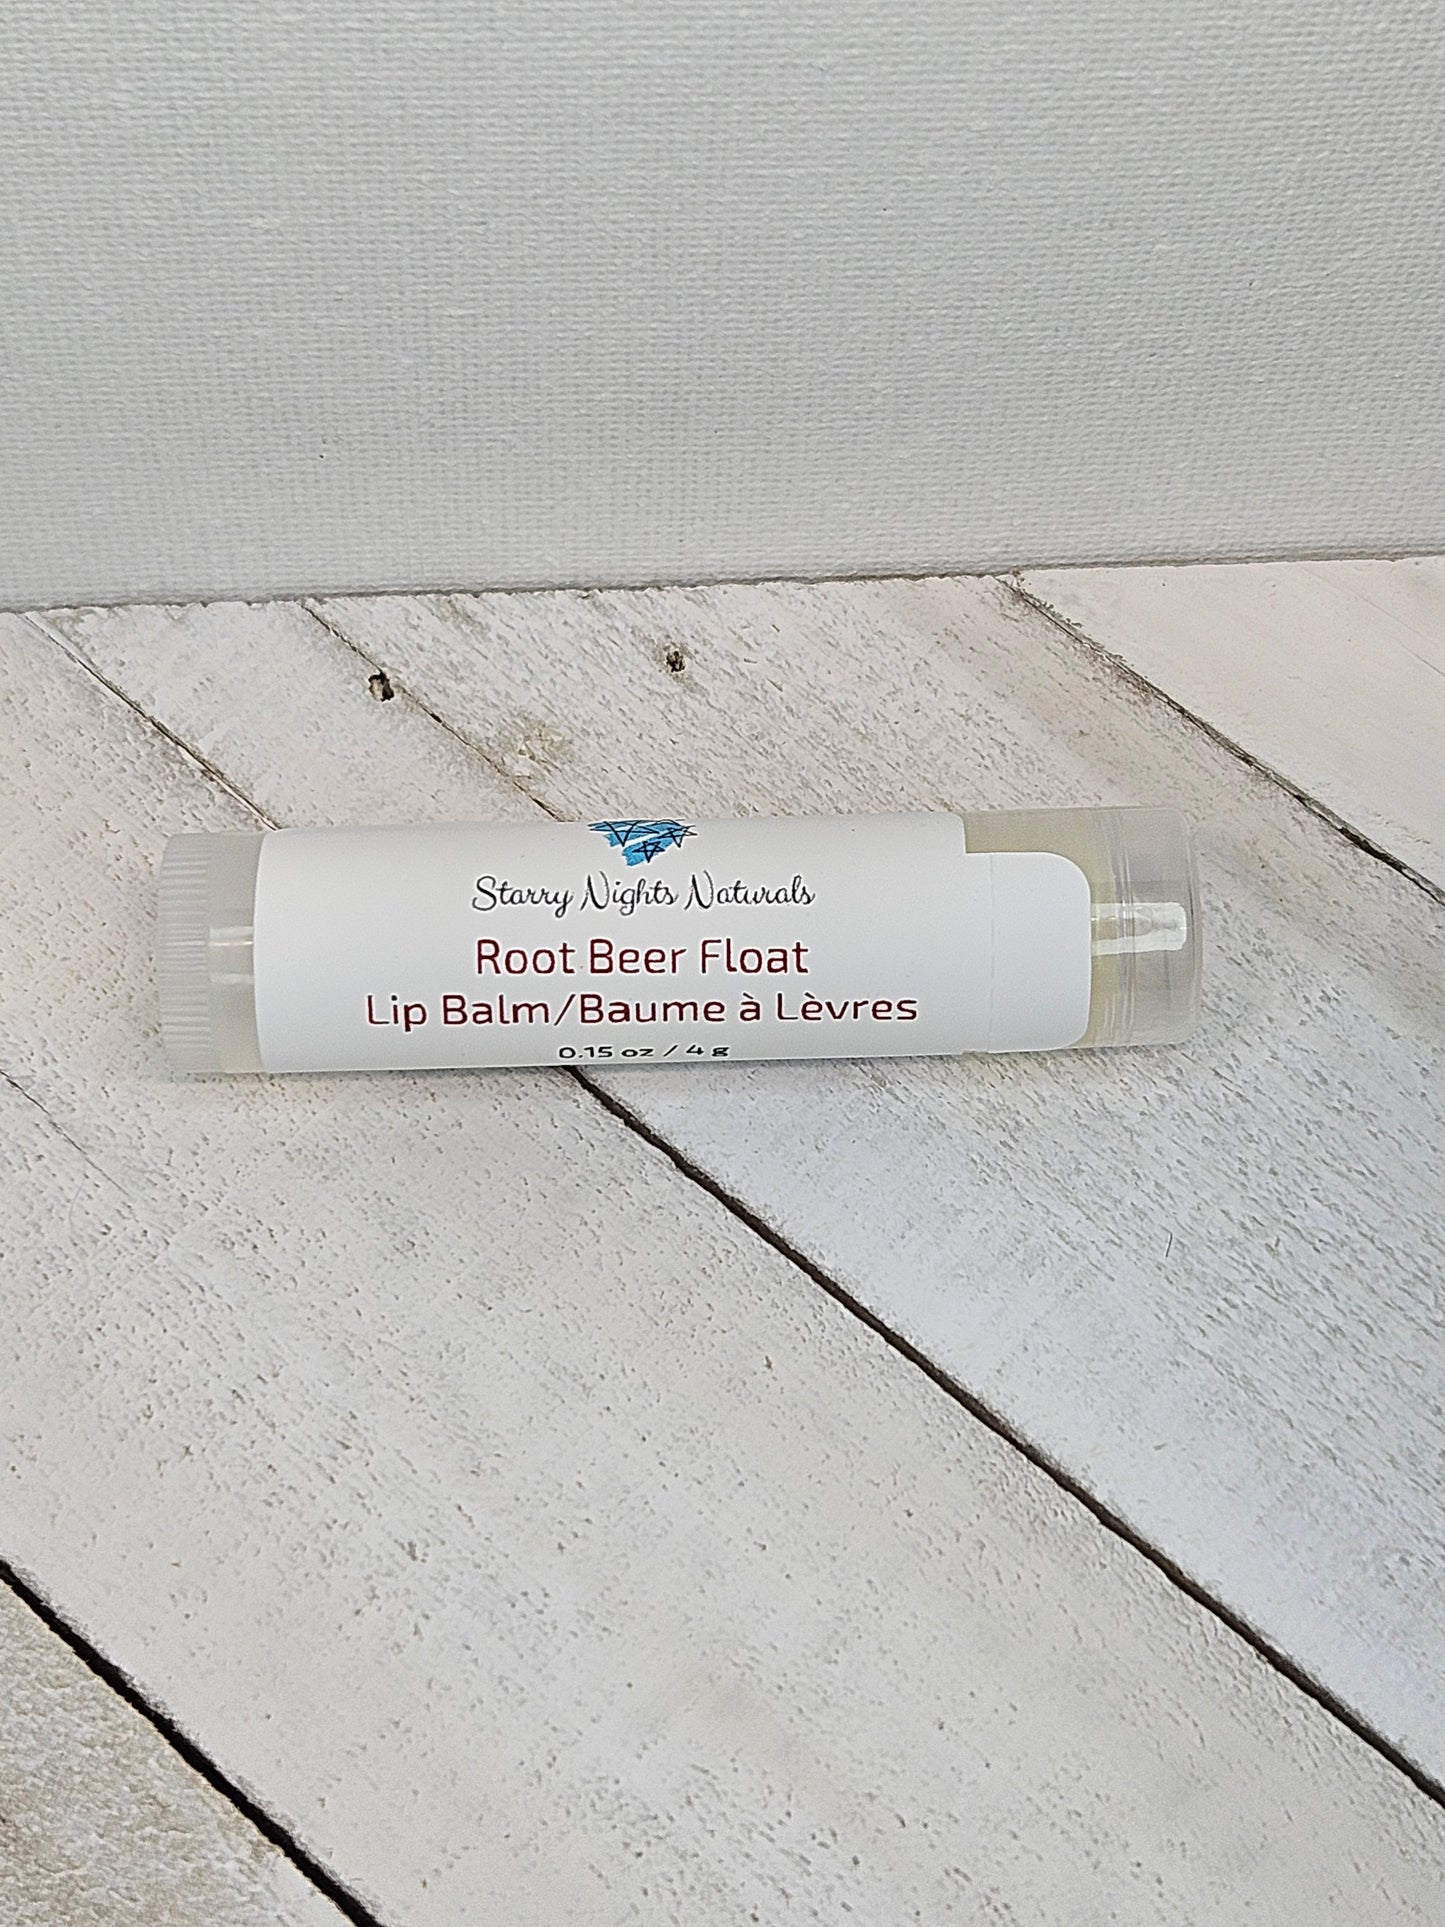 Starry Nights Naturals
Root Beer Float
Lip Balm/Baume à Lèvres
0.15 oz / 4 g